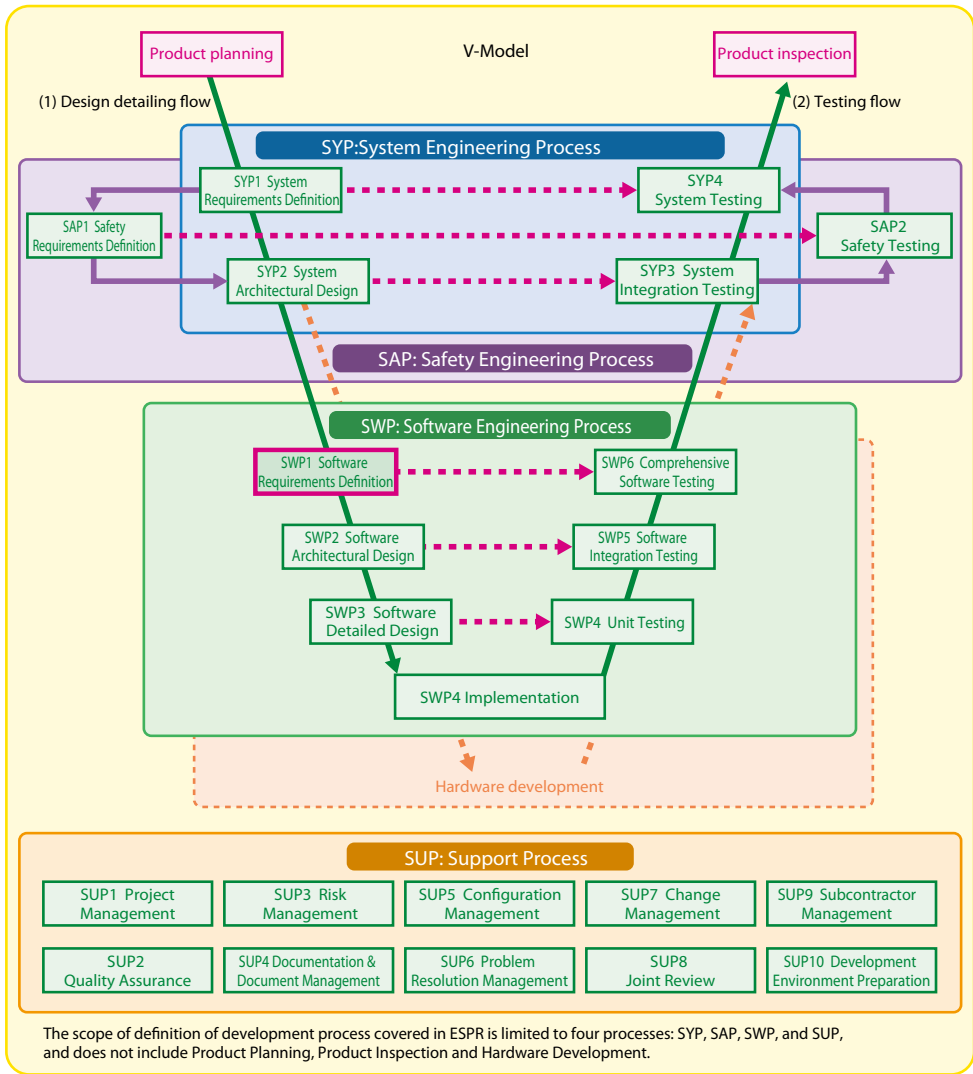 Product planning
V-Model
Product inspection
(1) Design detailing flow
(2) Testing flow
SYP:System Engineering Process
SYP1 System
Requirements Definition
SYP4
System Testing
SAP1 Safety
Requirements Definition
SAP2
Safety Testing
SYP2 System
Architectural Design
SYP3 System
Integration Testing
SAP: Safety Engineering Process
SWP: Software Engineering Process
SWP1 Software
Requirements Definition
SWP6 Comprehensive
Software Testing
SWP2 Software
Architectural Design
SWP5 Software
Integration Testing
SWP3 Software
Detailed Design
SWP4 Unit Testing
SWP4 Implementation
Hardware development
SUP: Support Process
SUP1 Project
Management
SUP3 Risk
Management
SUP5 Configuration
Management
SUP7 Change
Management
SUP9 Subcontractor
Management
SUP2
Quality Assurance
SUP4 Documentation &
Document Management
SUP6 Problem
Resolution Management
SUP8
Joint Review
SUP10 Development
Environment Preparation
The scope of definition of development process covered in ESPR is limited to four processes: SYP, SAP, SWP, and SUP,
and does not include Product Planning, Product Inspection and Hardware Development.